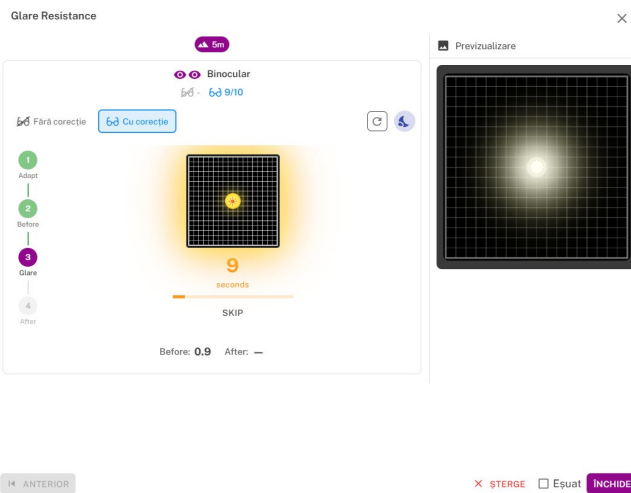 Glare Resistance
5m
Previzualizare
Binocular
- 9/10
Fără corecție Cu corecție
1
Adapt
2
Before
3
Glare
4
After
9
seconds
SKIP
Before: 0.9 After: —
ANTERIOR ȘTERGE Eșuat ÎNCHIDE